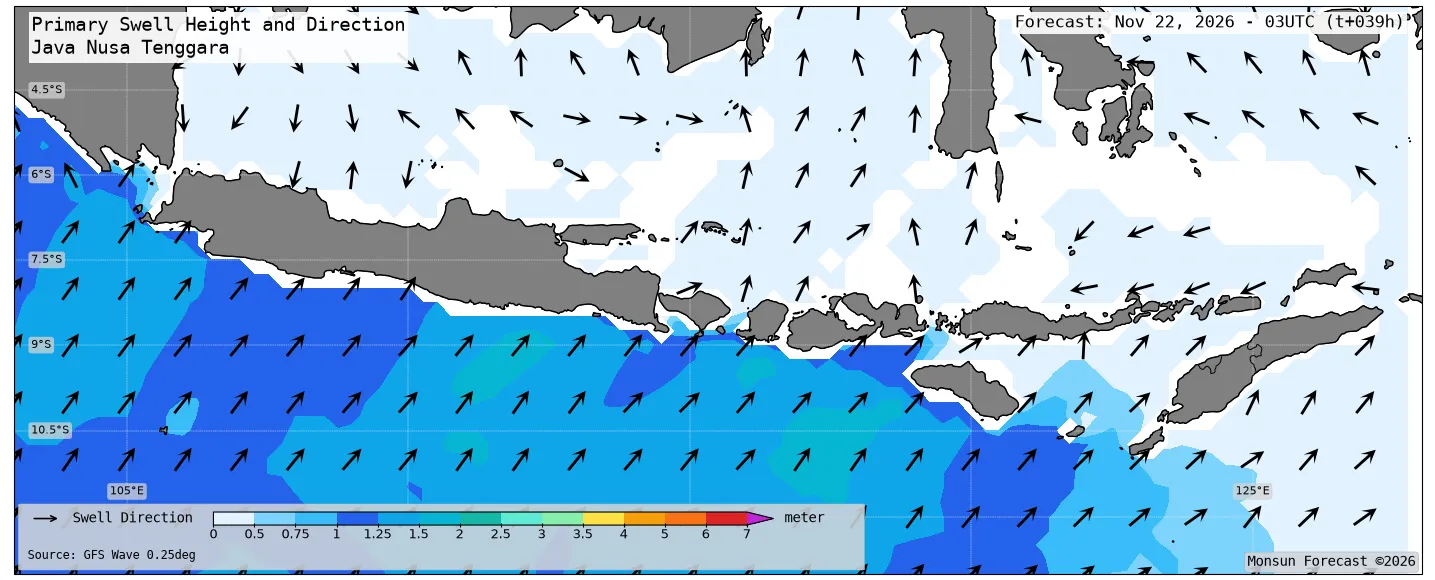 Primary Swell Height and Direction
Java Nusa Tenggara
Forecast: Nov 22, 2026 - 03UTC (t+039h)
4.5°S
6°S
7.5°S
9°S
10.5°S
105°E
125°E
Swell Direction
0 0.5 0.75 1 1.25 1.5 2 2.5 3 3.5 4 5 6 7
meter
Source: GFS Wave 0.25deg
Monsun Forecast ©2026